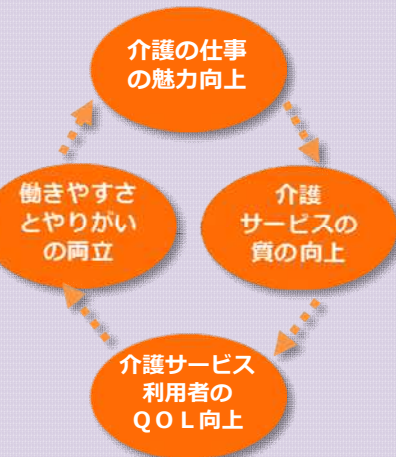 介護の仕事
の魅力向上
働きやすさ
とやりがい
の両立
介護
サービスの
質の向上
介護サービス
利用者の
ＱＯＬ向上